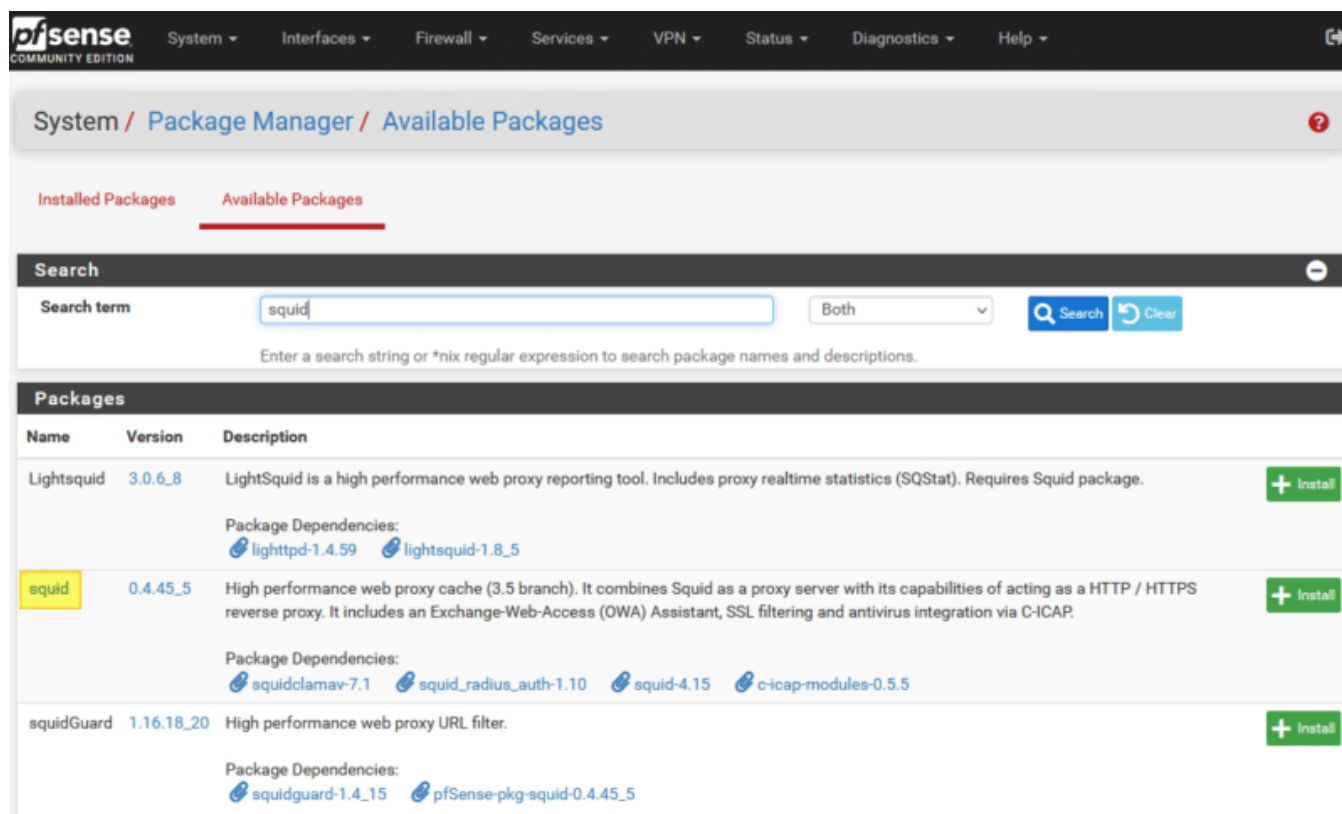 pfsense
COMMUNITY EDITION
System Interfaces Firewall Services VPN Status Diagnostics Help
System / Package Manager / Available Packages
Installed Packages Available Packages
Search
Search term squid Both Search Clear
Enter a search string or *nix regular expression to search package names and descriptions.
Packages
Name Version Description
Lightsquid 3.0.6_8 LightSquid is a high performance web proxy reporting tool. Includes proxy realtime statistics (SQStat). Requires Squid package. Install
Package Dependencies:
lighttpd-1.4.59 lightsquid-1.8_5
squid 0.4.45_5 High performance web proxy cache (3.5 branch). It combines Squid as a proxy server with its capabilities of acting as a HTTP / HTTPS Install
reverse proxy. It includes an Exchange-Web-Access (OWA) Assistant, SSL filtering and antivirus integration via C-ICAP.
Package Dependencies:
squidclamav-7.1 squid_radius_auth-1.10 squid-4.15 c-icap-modules-0.5.5
squidGuard 1.16.18_20 High performance web proxy URL filter. Install
Package Dependencies:
squidguard-1.4_15 pfSense-pkg-squid-0.4.45_5